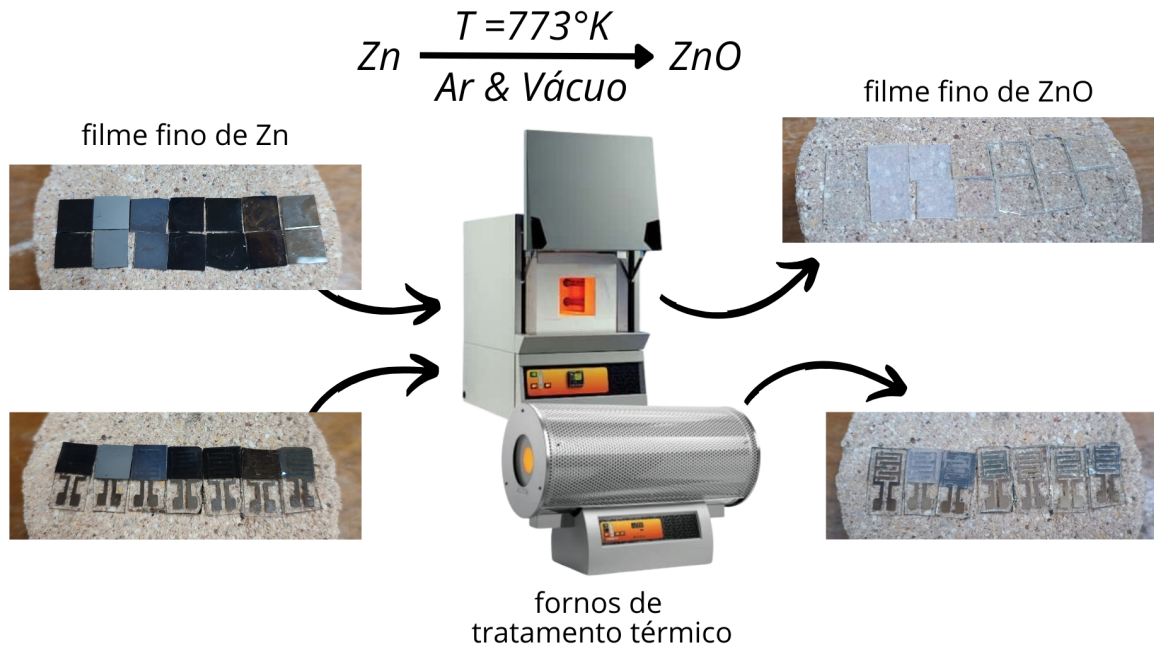 T =773°K
Zn
ZnO
Ar & Vácuo
filme fino de Zn
filme fino de ZnO
fornos de
tratamento térmico